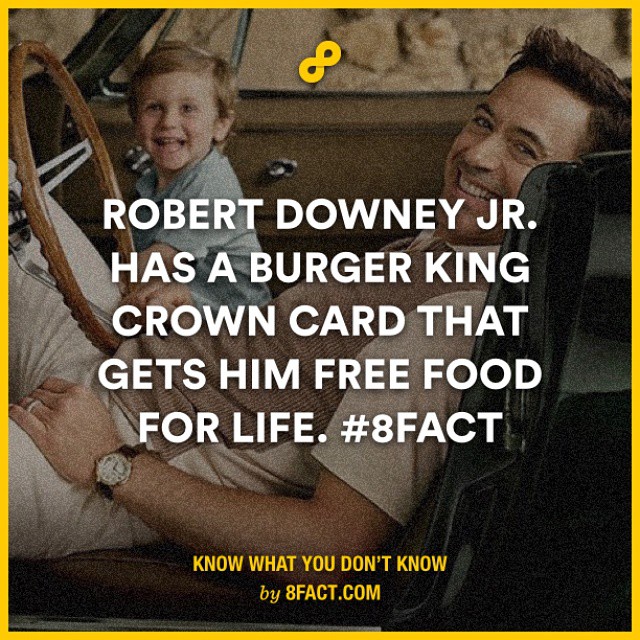 ROBERT DOWNEY JR.
HAS A BURGER KING
CROWN CARD THAT
GETS HIM FREE FOOD
FOR LIFE. #8FACT
KNOW WHAT YOU DON'T KNOW
by 8FACT.COM